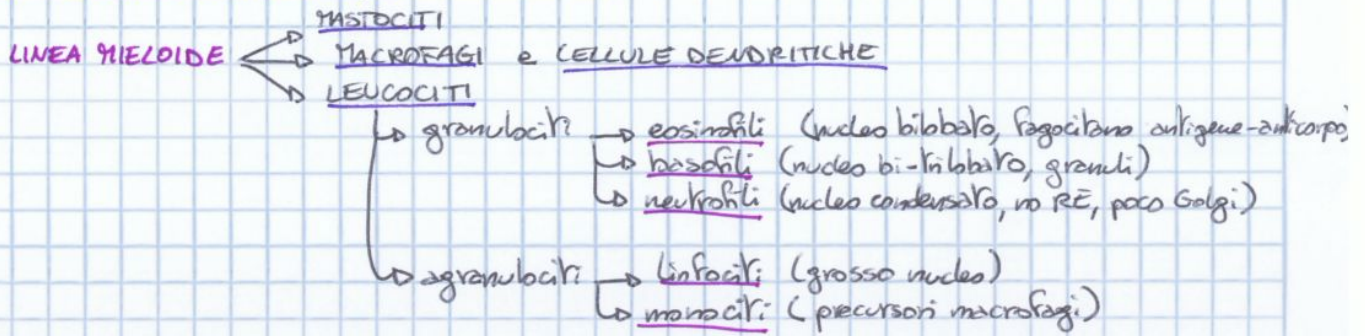 MASTOCITI
LINEA MIELOIDE → MACROFAGI e CELLULE DENDRITICHE
LEUCOCITI
granulociti → eosinofili (nucleo bilobato, fagocitano antigene-anticorpo)
basofili (nucleo bi-trilobato, granuli)
neutrofili (nucleo condensato, no RE, poco Golgi)
agranulociti → linfociti (grosso nucleo)
monociti (precursori macrofagi)